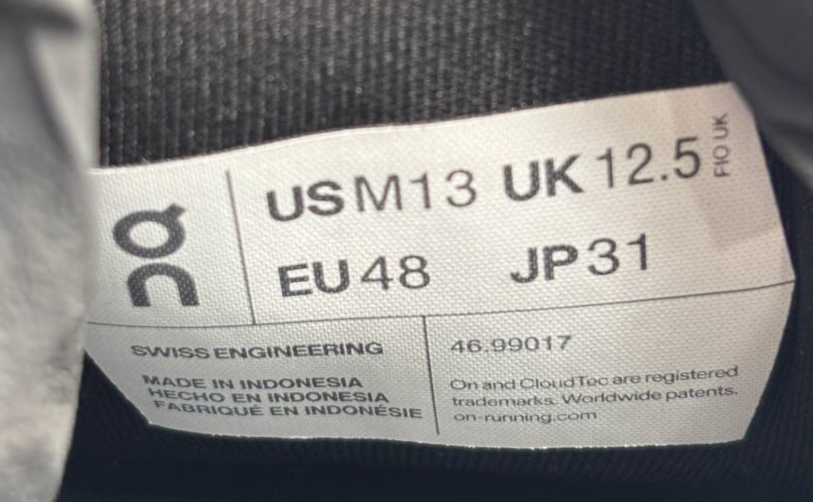 On
US M13 UK 12.5
FIO UK
EU 48 JP 31
SWISS ENGINEERING
MADE IN INDONESIA
HECHO EN INDONESIA
FABRIQUÉ EN INDONÉSIE
46.99017
On and CloudTec are registered
trademarks. Worldwide patents.
on-running.com